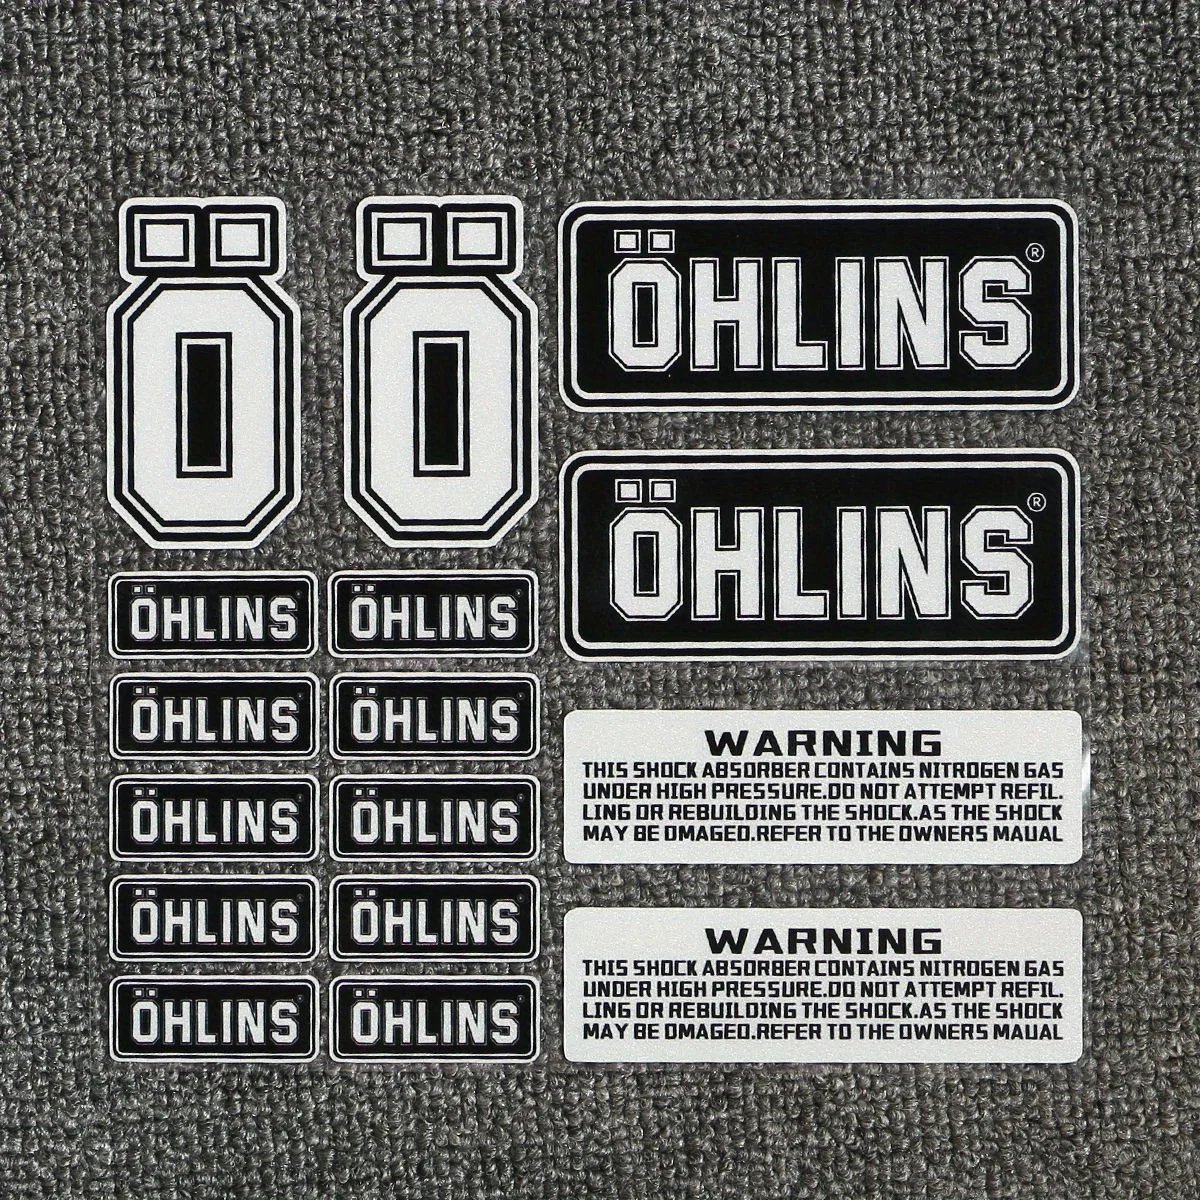 Ö
Ö
ÖHLINS®
ÖHLINS®
ÖHLINS
ÖHLINS
ÖHLINS
ÖHLINS
ÖHLINS
ÖHLINS
ÖHLINS
ÖHLINS
ÖHLINS
ÖHLINS
WARNING
THIS SHOCK ABSORBER CONTAINS NITROGEN GAS
UNDER HIGH PRESSURE.DO NOT ATTEMPT REFIL.
LING OR REBUILDING THE SHOCK.AS THE SHOCK
MAY BE DMAGED.REFER TO THE OWNERS MAUAL
WARNING
THIS SHOCK ABSORBER CONTAINS NITROGEN GAS
UNDER HIGH PRESSURE.DO NOT ATTEMPT REFIL.
LING OR REBUILDING THE SHOCK.AS THE SHOCK
MAY BE DMAGED.REFER TO THE OWNERS MAUAL